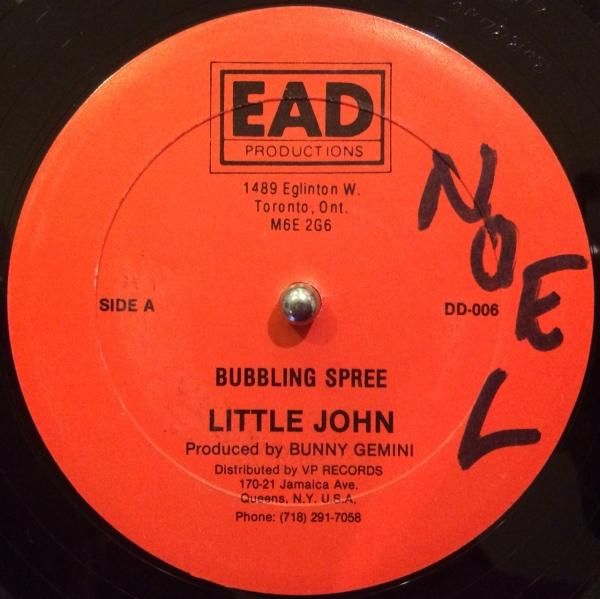 EAD
PRODUCTIONS
1489 Eglinton W.
Toronto, Ont.
M6E 2G6
NOEL
SIDE A
DD-006
BUBBLING SPREE
LITTLE JOHN
Produced by BUNNY GEMINI
Distributed by VP RECORDS
170-21 Jamaica Ave.
Queens, N.Y. U.S.A.
Phone: (718) 291-7058